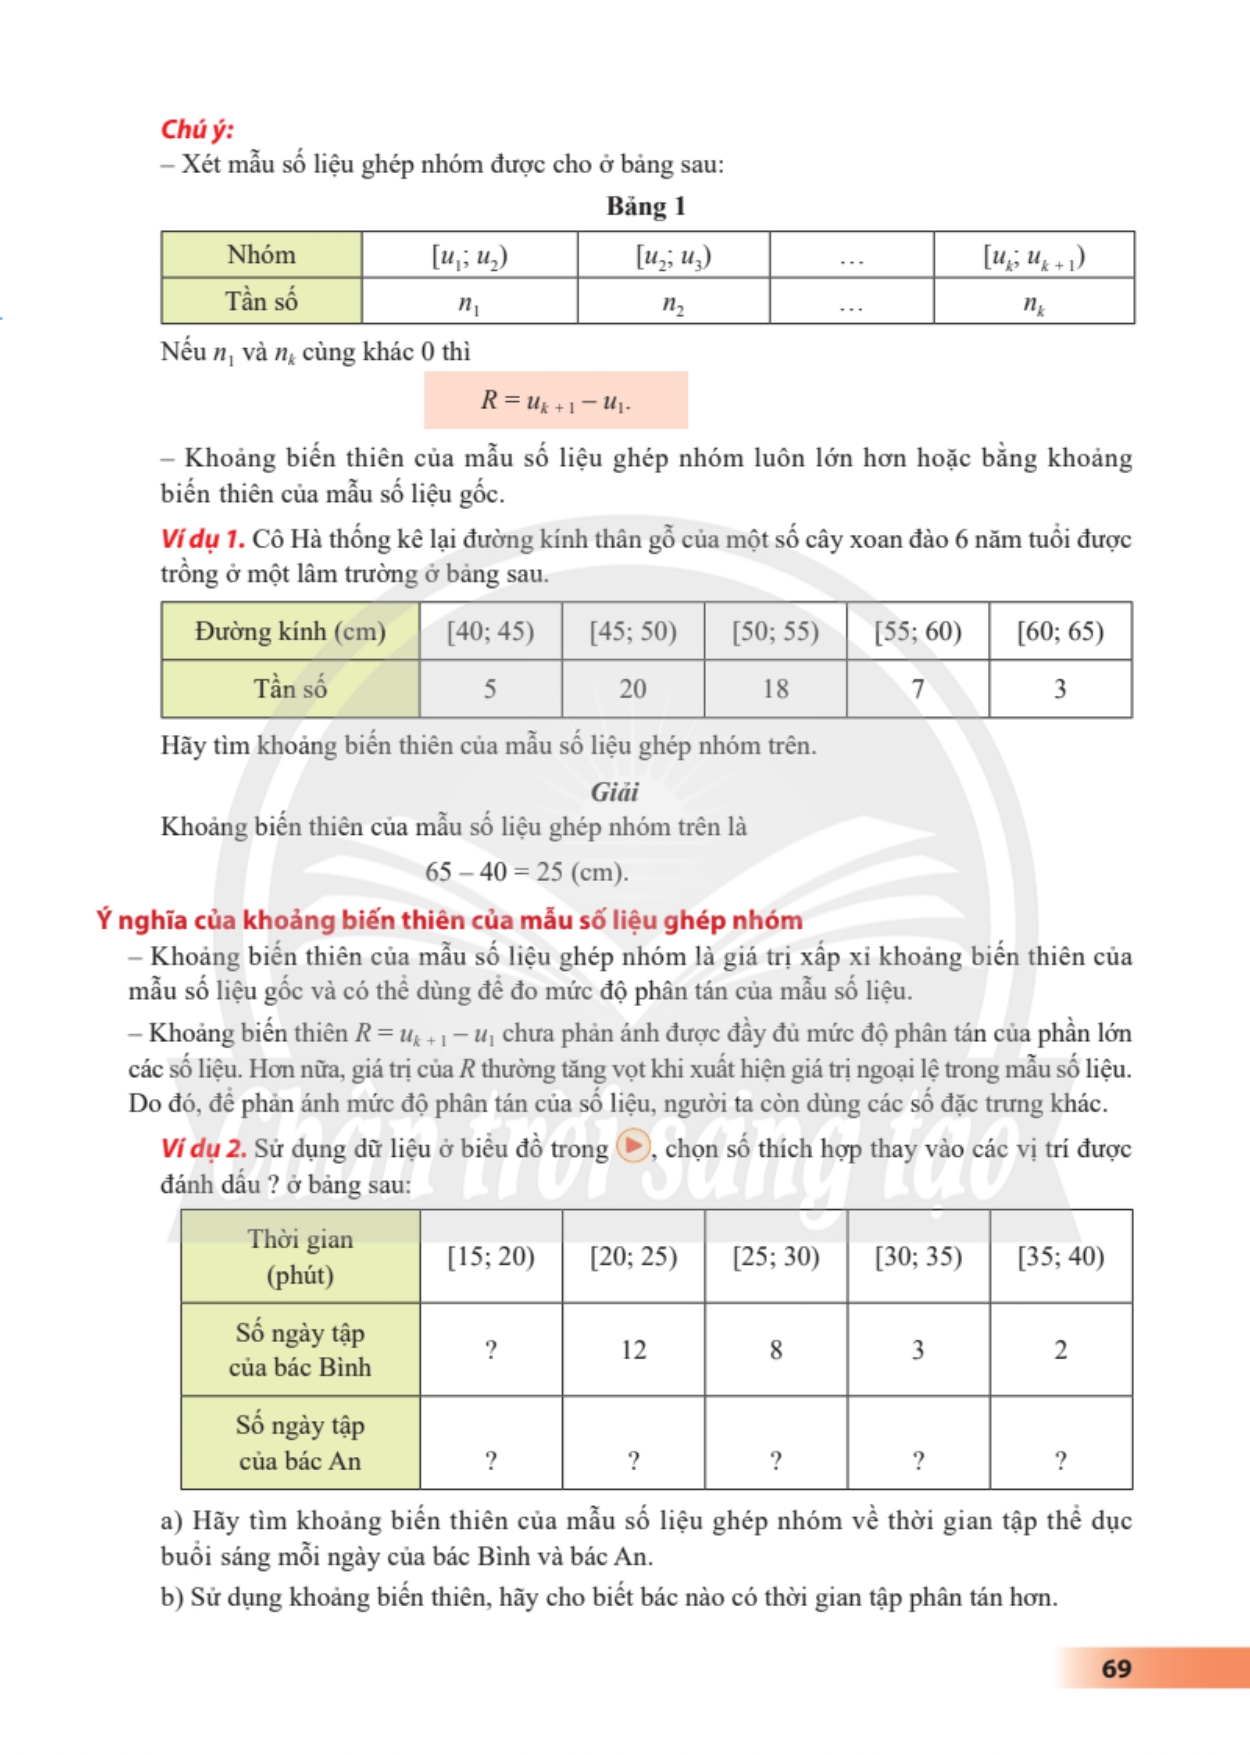 Chú ý:
– Xét mẫu số liệu ghép nhóm được cho ở bảng sau:
Bảng 1
Nhóm [u₁; u₂) [u₂; u₃) … [uₖ; uₖ ₊ ₁)
Tần số n₁ n₂ … nₖ
Nếu n₁ và nₖ cùng khác 0 thì
R = uₖ ₊ ₁ – u₁.
– Khoảng biến thiên của mẫu số liệu ghép nhóm luôn lớn hơn hoặc bằng khoảng
biến thiên của mẫu số liệu gốc.
Ví dụ 1. Cô Hà thống kê lại đường kính thân gỗ của một số cây xoan đào 6 năm tuổi được
trồng ở một lâm trường ở bảng sau.
Đường kính (cm) [40; 45) [45; 50) [50; 55) [55; 60) [60; 65)
Tần số 5 20 18 7 3
Hãy tìm khoảng biến thiên của mẫu số liệu ghép nhóm trên.
Giải
Khoảng biến thiên của mẫu số liệu ghép nhóm trên là
65 – 40 = 25 (cm).
Ý nghĩa của khoảng biến thiên của mẫu số liệu ghép nhóm
– Khoảng biến thiên của mẫu số liệu ghép nhóm là giá trị xấp xỉ khoảng biến thiên của
mẫu số liệu gốc và có thể dùng để đo mức độ phân tán của mẫu số liệu.
– Khoảng biến thiên R = uₖ ₊ ₁ – u₁ chưa phản ánh được đầy đủ mức độ phân tán của phần lớn
các số liệu. Hơn nữa, giá trị của R thường tăng vọt khi xuất hiện giá trị ngoại lệ trong mẫu số liệu.
Do đó, để phản ánh mức độ phân tán của số liệu, người ta còn dùng các số đặc trưng khác.
Chân trời sáng tạo
Ví dụ 2. Sử dụng dữ liệu ở biểu đồ trong , chọn số thích hợp thay vào các vị trí được
đánh dấu ? ở bảng sau:
Thời gian
(phút) [15; 20) [20; 25) [25; 30) [30; 35) [35; 40)
Số ngày tập
của bác Bình ? 12 8 3 2
Số ngày tập
của bác An ? ? ? ? ?
a) Hãy tìm khoảng biến thiên của mẫu số liệu ghép nhóm về thời gian tập thể dục
buổi sáng mỗi ngày của bác Bình và bác An.
b) Sử dụng khoảng biến thiên, hãy cho biết bác nào có thời gian tập phân tán hơn.
69